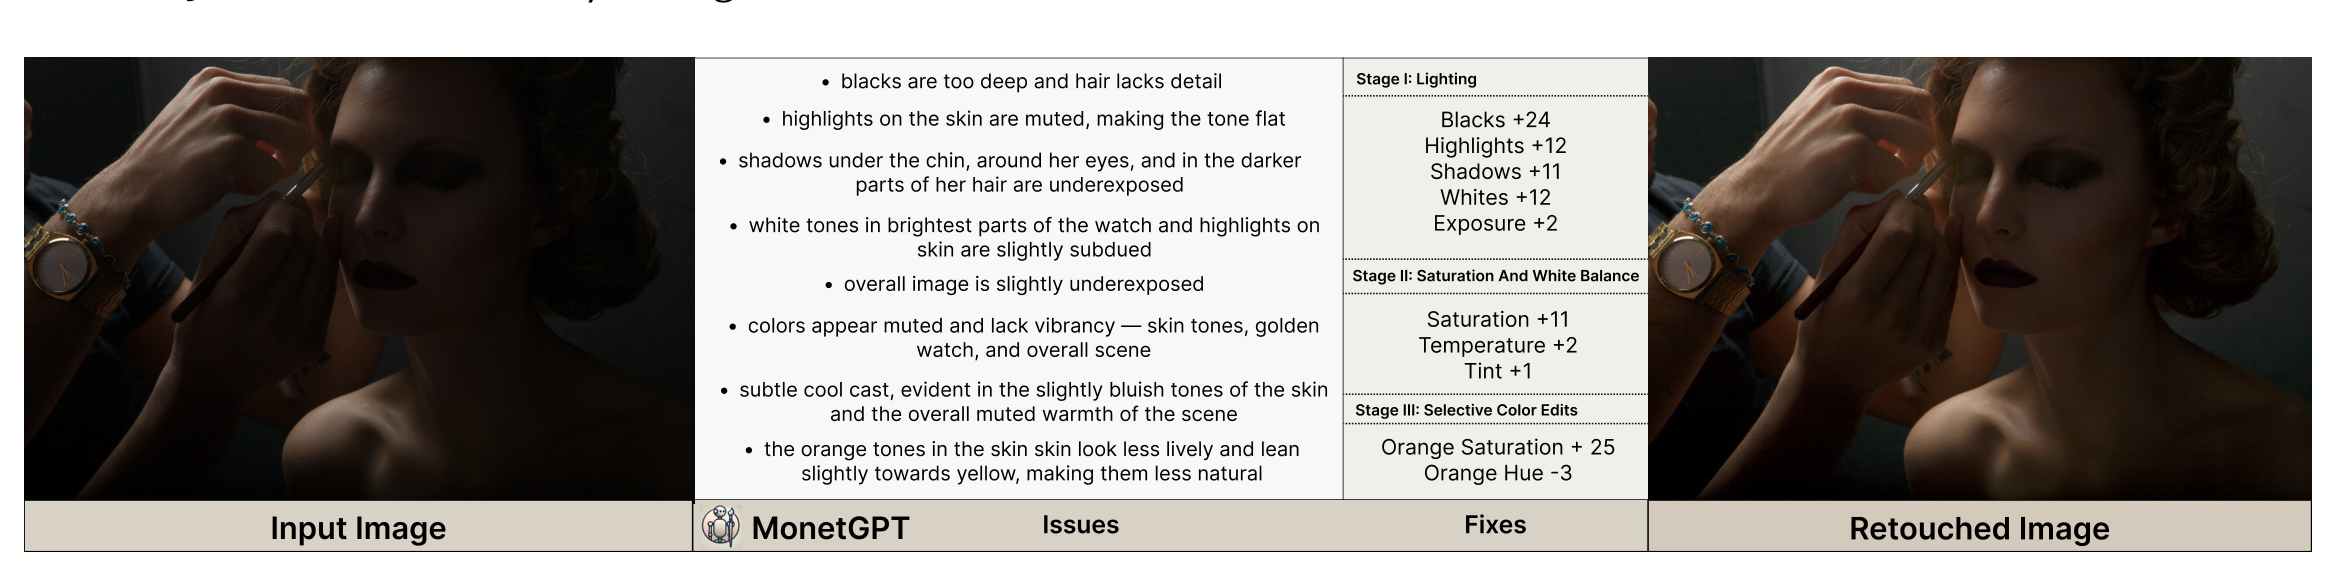 • blacks are too deep and hair lacks detail
• highlights on the skin are muted, making the tone flat
• shadows under the chin, around her eyes, and in the darker
parts of her hair are underexposed
• white tones in brightest parts of the watch and highlights on
skin are slightly subdued
• overall image is slightly underexposed
• colors appear muted and lack vibrancy — skin tones, golden
watch, and overall scene
• subtle cool cast, evident in the slightly bluish tones of the skin
and the overall muted warmth of the scene
• the orange tones in the skin skin look less lively and lean
slightly towards yellow, making them less natural
Stage I: Lighting
Blacks +24
Highlights +12
Shadows +11
Whites +12
Exposure +2
Stage II: Saturation And White Balance
Saturation +11
Temperature +2
Tint +1
Stage III: Selective Color Edits
Orange Saturation + 25
Orange Hue -3
Input Image
MonetGPT
Issues
Fixes
Retouched Image